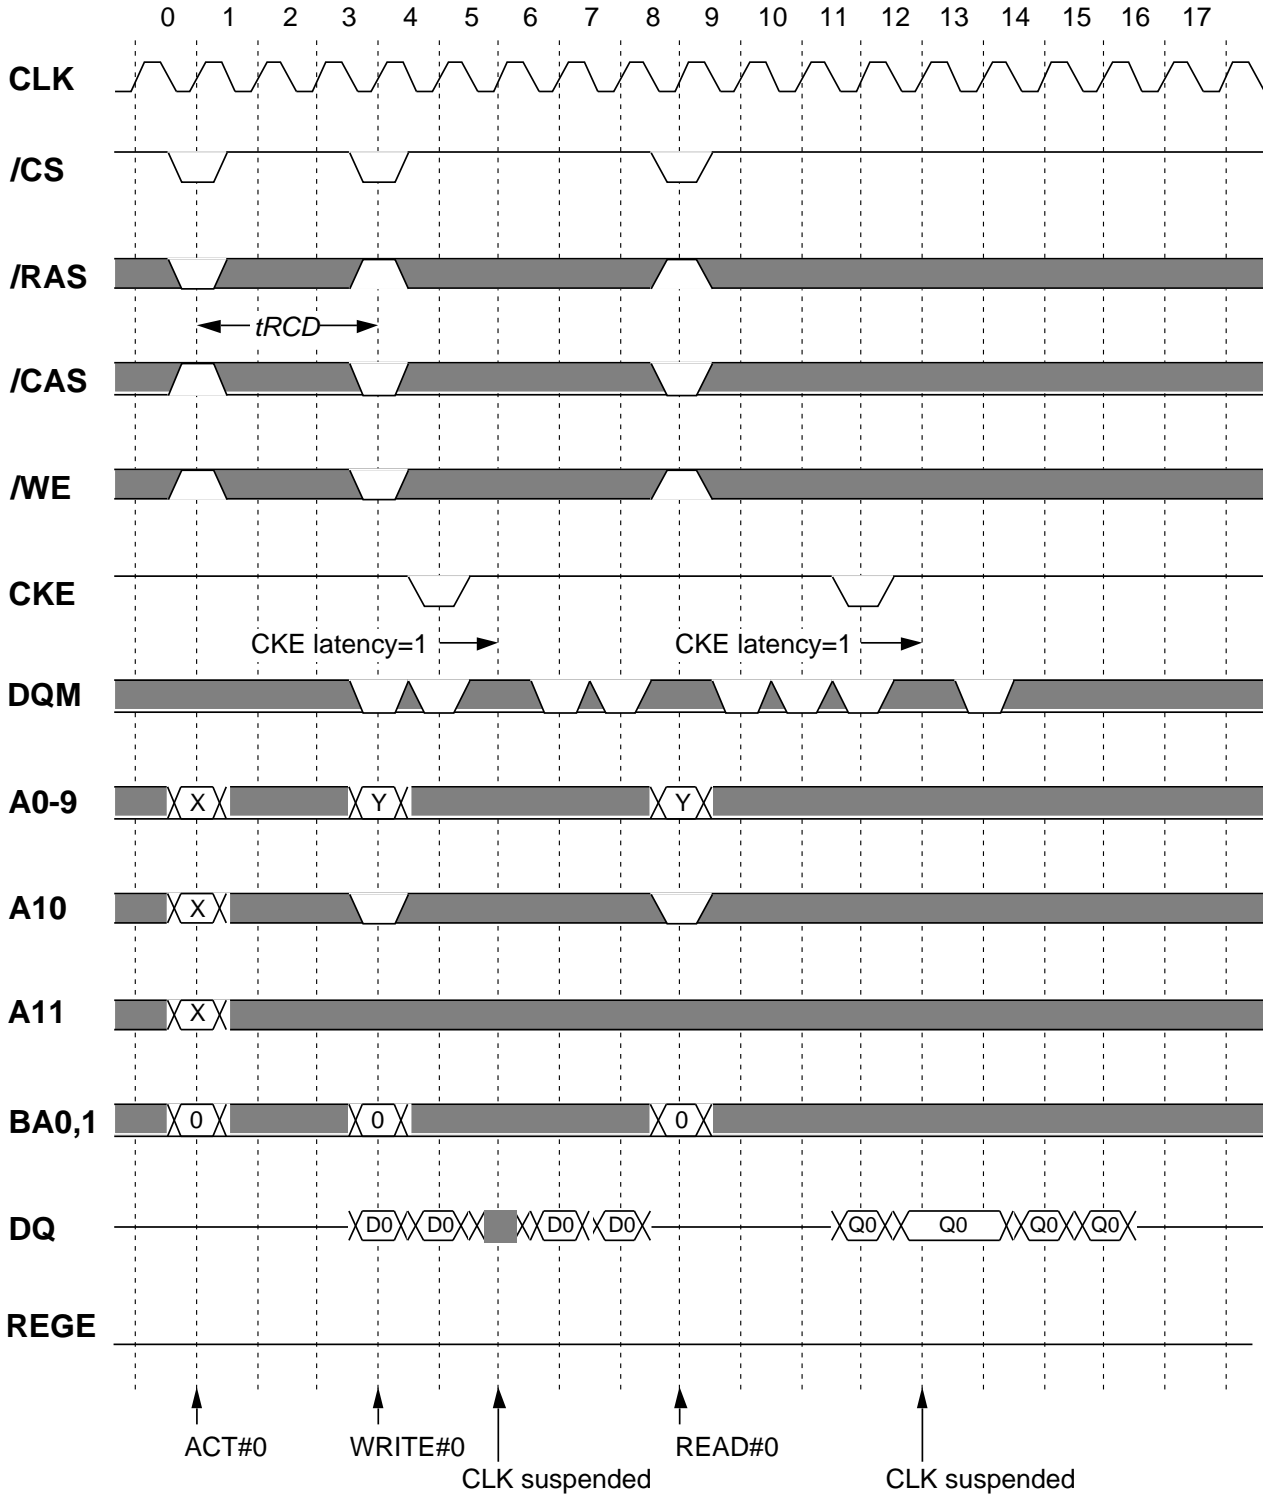 0 1 2 3 4 5 6 7 8 9 10 11 12 13 14 15 16 17
CLK
/CS
/RAS
tRCD
/CAS
/WE
CKE
CKE latency=1 CKE latency=1
DQM
A0-9 X Y Y
A10 X
A11 X
BA0,1 0 0 0
DQ D0 D0 D0 D0 Q0 Q0 Q0 Q0
REGE
ACT#0 WRITE#0 READ#0
CLK suspended CLK suspended